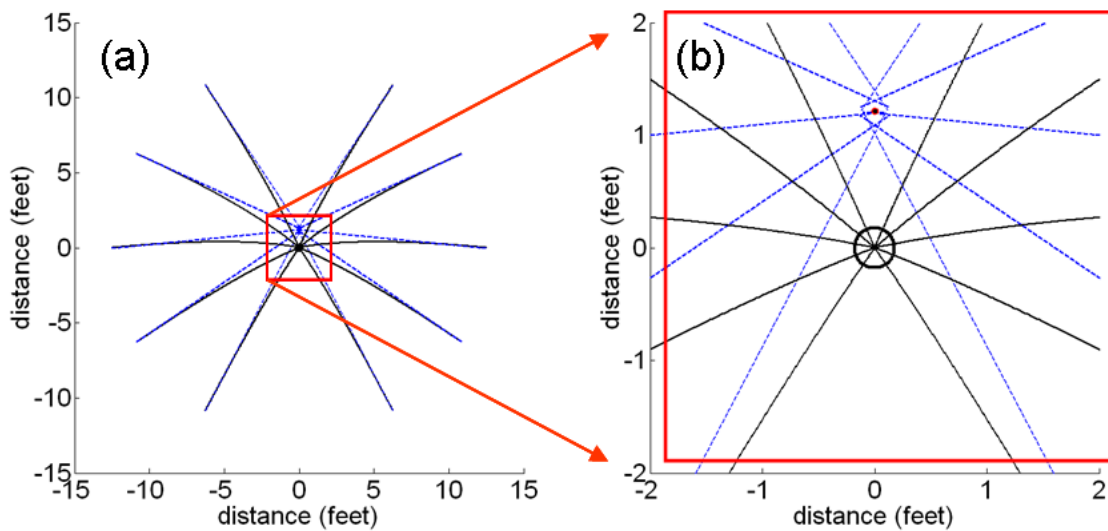 (a)
15
10
5
0
-5
-10
-15
distance (feet)
-15 -10 -5 0 5 10 15
distance (feet)
(b)
2
1
0
-1
-2
distance (feet)
-2 -1 0 1 2
distance (feet)